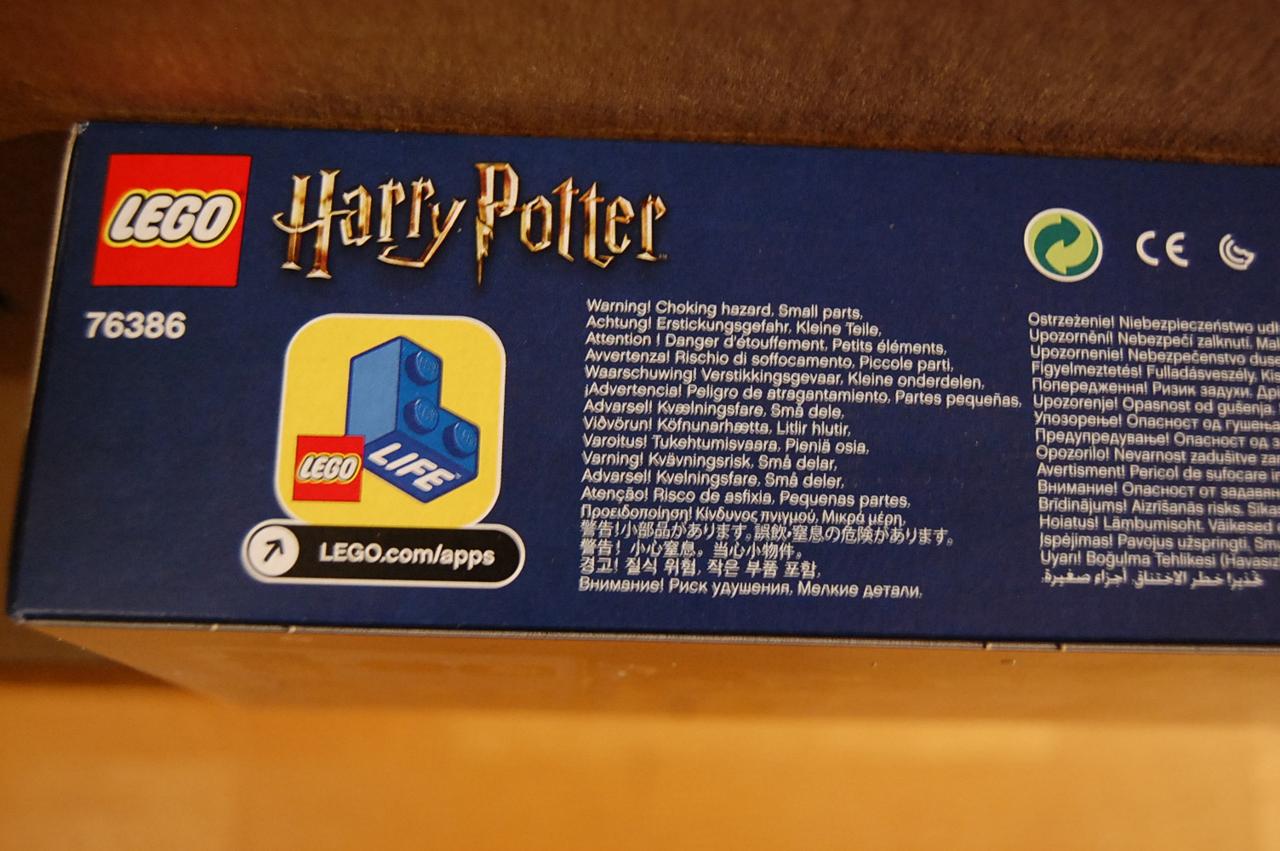 LEGO
Harry Potter
76386
LEGO
LIFE
LEGO.com/apps
Warning! Choking hazard, Small parts,
Achtung! Erstickungsgefahr, Kleine Teile,
Attention ! Danger d'étouffement, Petits éléments,
Avvertenza! Rischio di soffocamento, Piccole parti,
Waarschuwing! Verstikkingsgevaar, Kleine onderdelen,
¡Advertencia! Peligro de atragantamiento, Partes pequeñas,
Advarsel! Kvælningsfare, Små dele,
Viðvörun! Köfnunarhætta, Litlir hlutir,
Varoitus! Tukehtumisvaara, Pieniä osia,
Varning! Kvävningsrisk, Små delar,
Advarsel! Kvelningsfare, Små deler,
Atenção! Risco de asfixia, Pequenas partes,
Προειδοποίηση! Κίνδυνος πνιγμού, Μικρά μέρη,
警告!小部品があります。誤飲・窒息の危険があります。
警告! 小心窒息。当心小物件。
경고! 질식 위험, 작은 부품 포함,
Внимание! Риск удушения, Мелкие детали,
CE
Ostrzeżenie! Niebezpieczeństwo
Upozornění! Nebezpečí zalknutí,
Upozornenie! Nebezpečenstvo
Figyelmeztetés! Fulladásveszély,
Попередження! Ризик задухи,
Upozorenje! Opasnost od gušenja
Упозорење! Опасност од
Предупредување! Опасност од
Opozorilo! Nevarnost zadušitve
Avertisment! Pericol de sufocare
Внимание! Опасност от
Brīdinājums! Aizrīšanās risks,
Hoiatus! Lämbumisoht. Väikesed
Įspėjimas! Pavojus užspringti,
Uyarı! Boğulma Tehlikesi
تحذير! خطر الاختناق. أجزاء صغيرة.